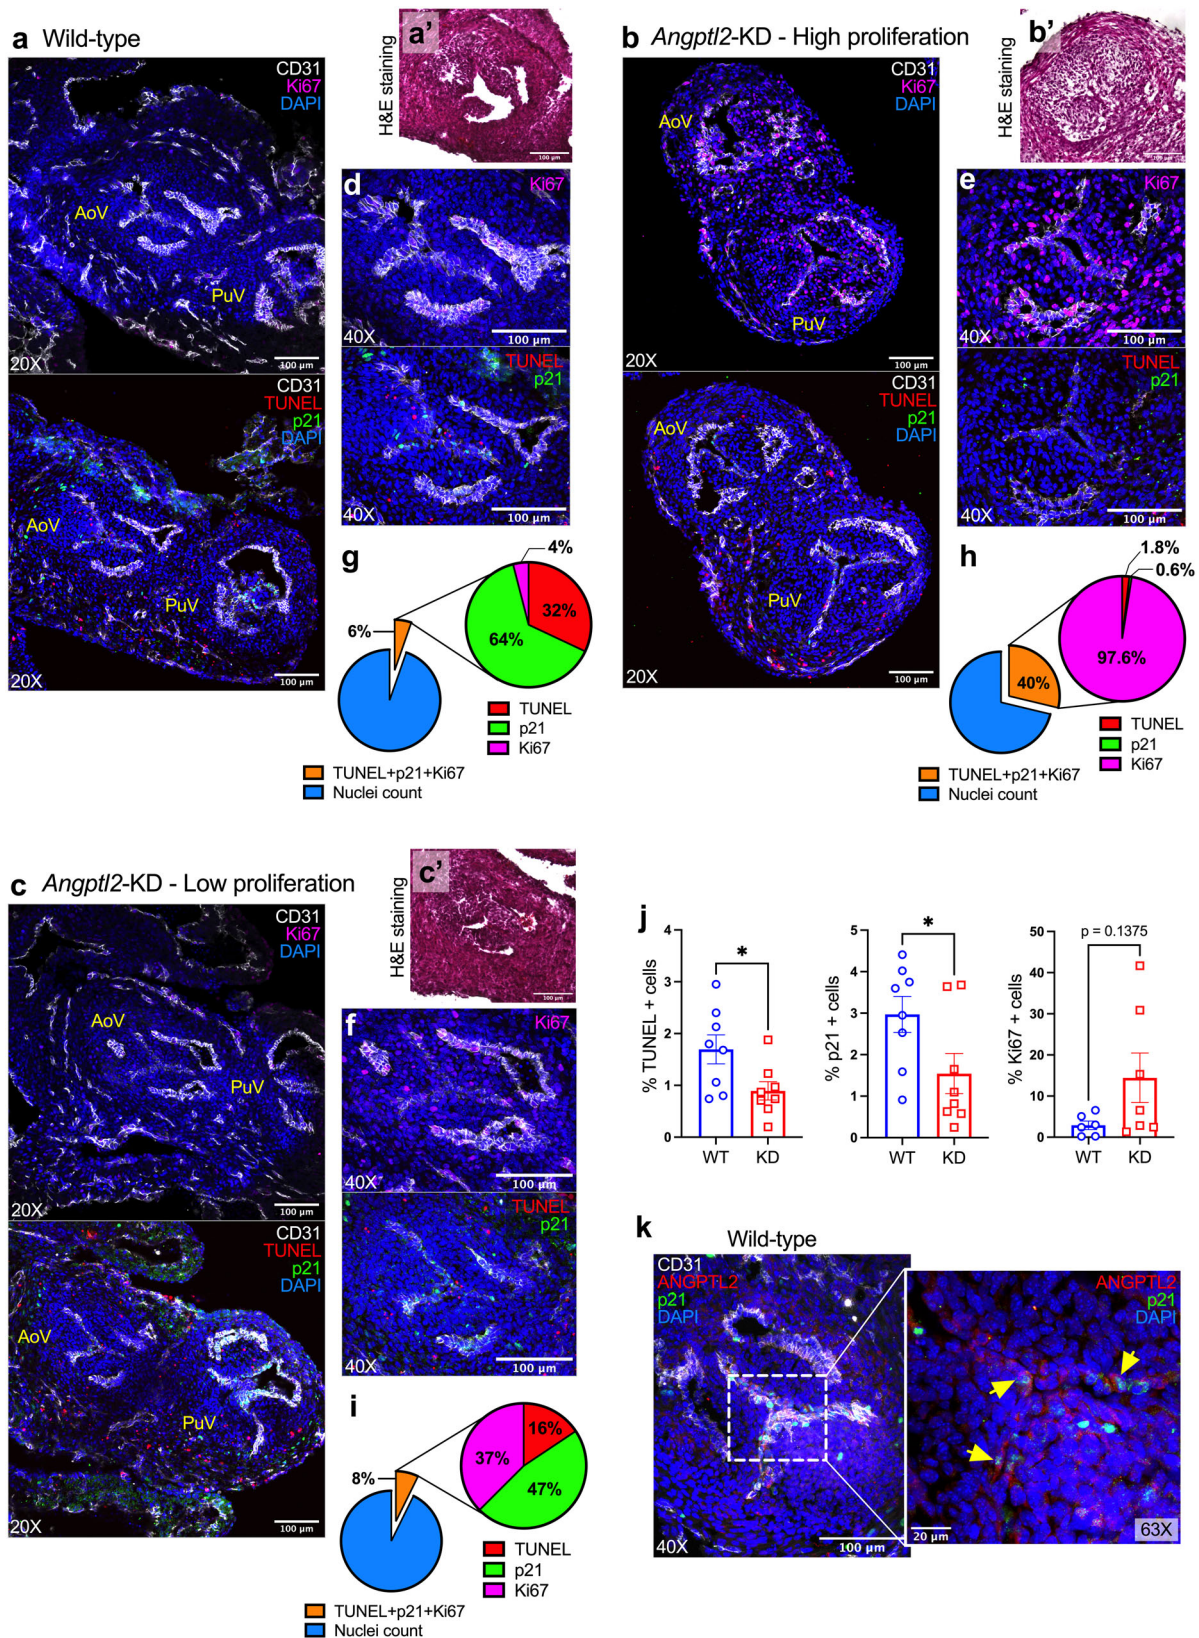 a Wild-type
a’
H&E staining
100 µm
CD31
Ki67
DAPI
AoV
PuV
20X
100 µm
CD31
TUNEL
p21
DAPI
AoV
PuV
20X
100 µm
d
Ki67
40X
100 µm
TUNEL
p21
40X
100 µm
g
4%
32%
64%
6%
TUNEL
p21
Ki67
TUNEL+p21+Ki67
Nuclei count
b Angptl2-KD - High proliferation
b’
H&E staining
100 µm
CD31
Ki67
DAPI
AoV
PuV
20X
100 µm
CD31
TUNEL
p21
DAPI
AoV
PuV
20X
100 µm
e
Ki67
40X
100 µm
TUNEL
p21
40X
100 µm
h
1.8%
0.6%
97.6%
40%
TUNEL
p21
Ki67
TUNEL+p21+Ki67
Nuclei count
c Angptl2-KD - Low proliferation
c’
H&E staining
100 µm
CD31
Ki67
DAPI
AoV
PuV
20X
100 µm
CD31
TUNEL
p21
DAPI
AoV
PuV
20X
100 µm
f
Ki67
40X
100 µm
TUNEL
p21
40X
100 µm
i
16%
37%
47%
8%
TUNEL
p21
Ki67
TUNEL+p21+Ki67
Nuclei count
j
% TUNEL + cells
4
3
2
1
0
*
WT KD
% p21 + cells
5
4
3
2
1
0
*
WT KD
% Ki67 + cells
50
40
30
20
10
0
p = 0.1375
WT KD
k
Wild-type
CD31
ANGPTL2
p21
DAPI
40X
100 µm
ANGPTL2
p21
DAPI
20 µm
63X